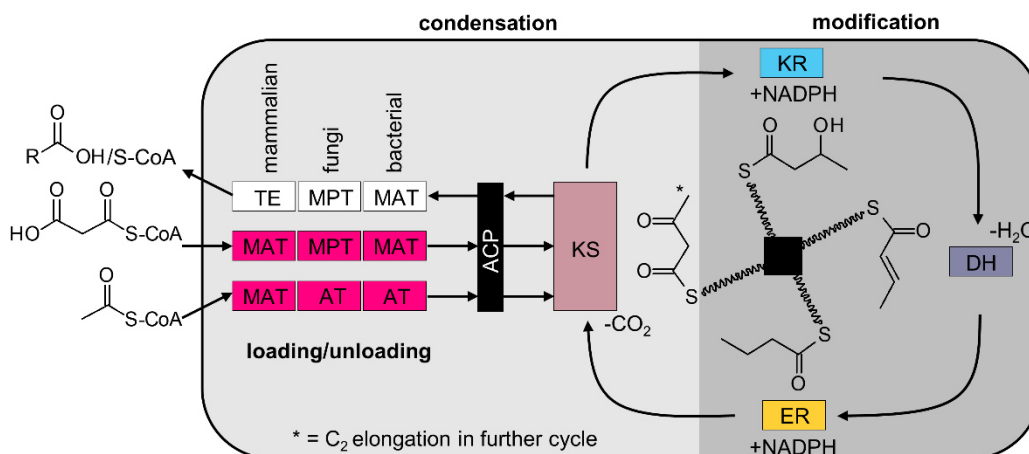 condensation
modification
mammalian
fungi
bacterial
KR
+NADPH
O
OH
S
O
R
OH/S-CoA
TE
MPT
MAT
O
O
HO
S-CoA
MAT
MPT
MAT
ACP
KS
*
O
O
S
S
O
-H2O
DH
O
S-CoA
MAT
AT
AT
-CO2
S
O
loading/unloading
ER
+NADPH
* = C2 elongation in further cycle